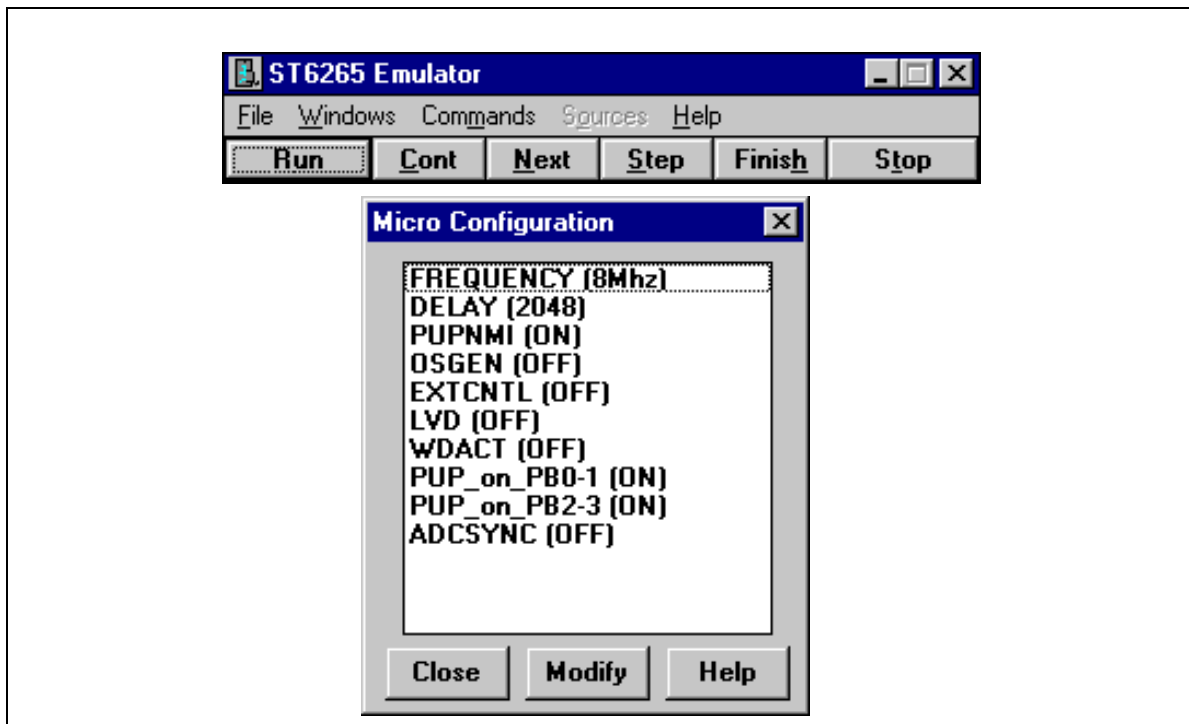 ST6265 Emulator
File Windows Commands Sources Help
Run Cont Next Step Finish Stop
Micro Configuration
FREQUENCY (8Mhz)
DELAY (2048)
PUPNMI (ON)
OSGEN (OFF)
EXTCNTL (OFF)
LVD (OFF)
WDACT (OFF)
PUP_on_PB0-1 (ON)
PUP_on_PB2-3 (ON)
ADCSYNC (OFF)
Close Modify Help